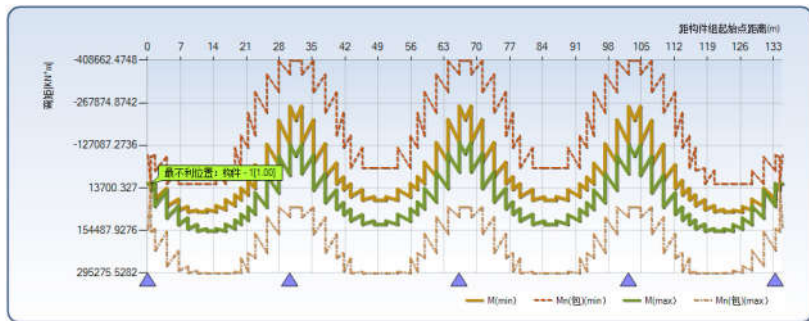 距构件组起始点距离(m)
0 7 14 21 28 35 42 49 56 63 70 77 84 91 98 105 112 119 126 133
弯矩(KN*m)
-408662.4748
-267874.8742
-127087.2736
最不利位置：构件 - 1[1.00]
13700.327
154487.9276
295275.5282
M(min) Mn(包)(min) M(max) Mn(包)(max)